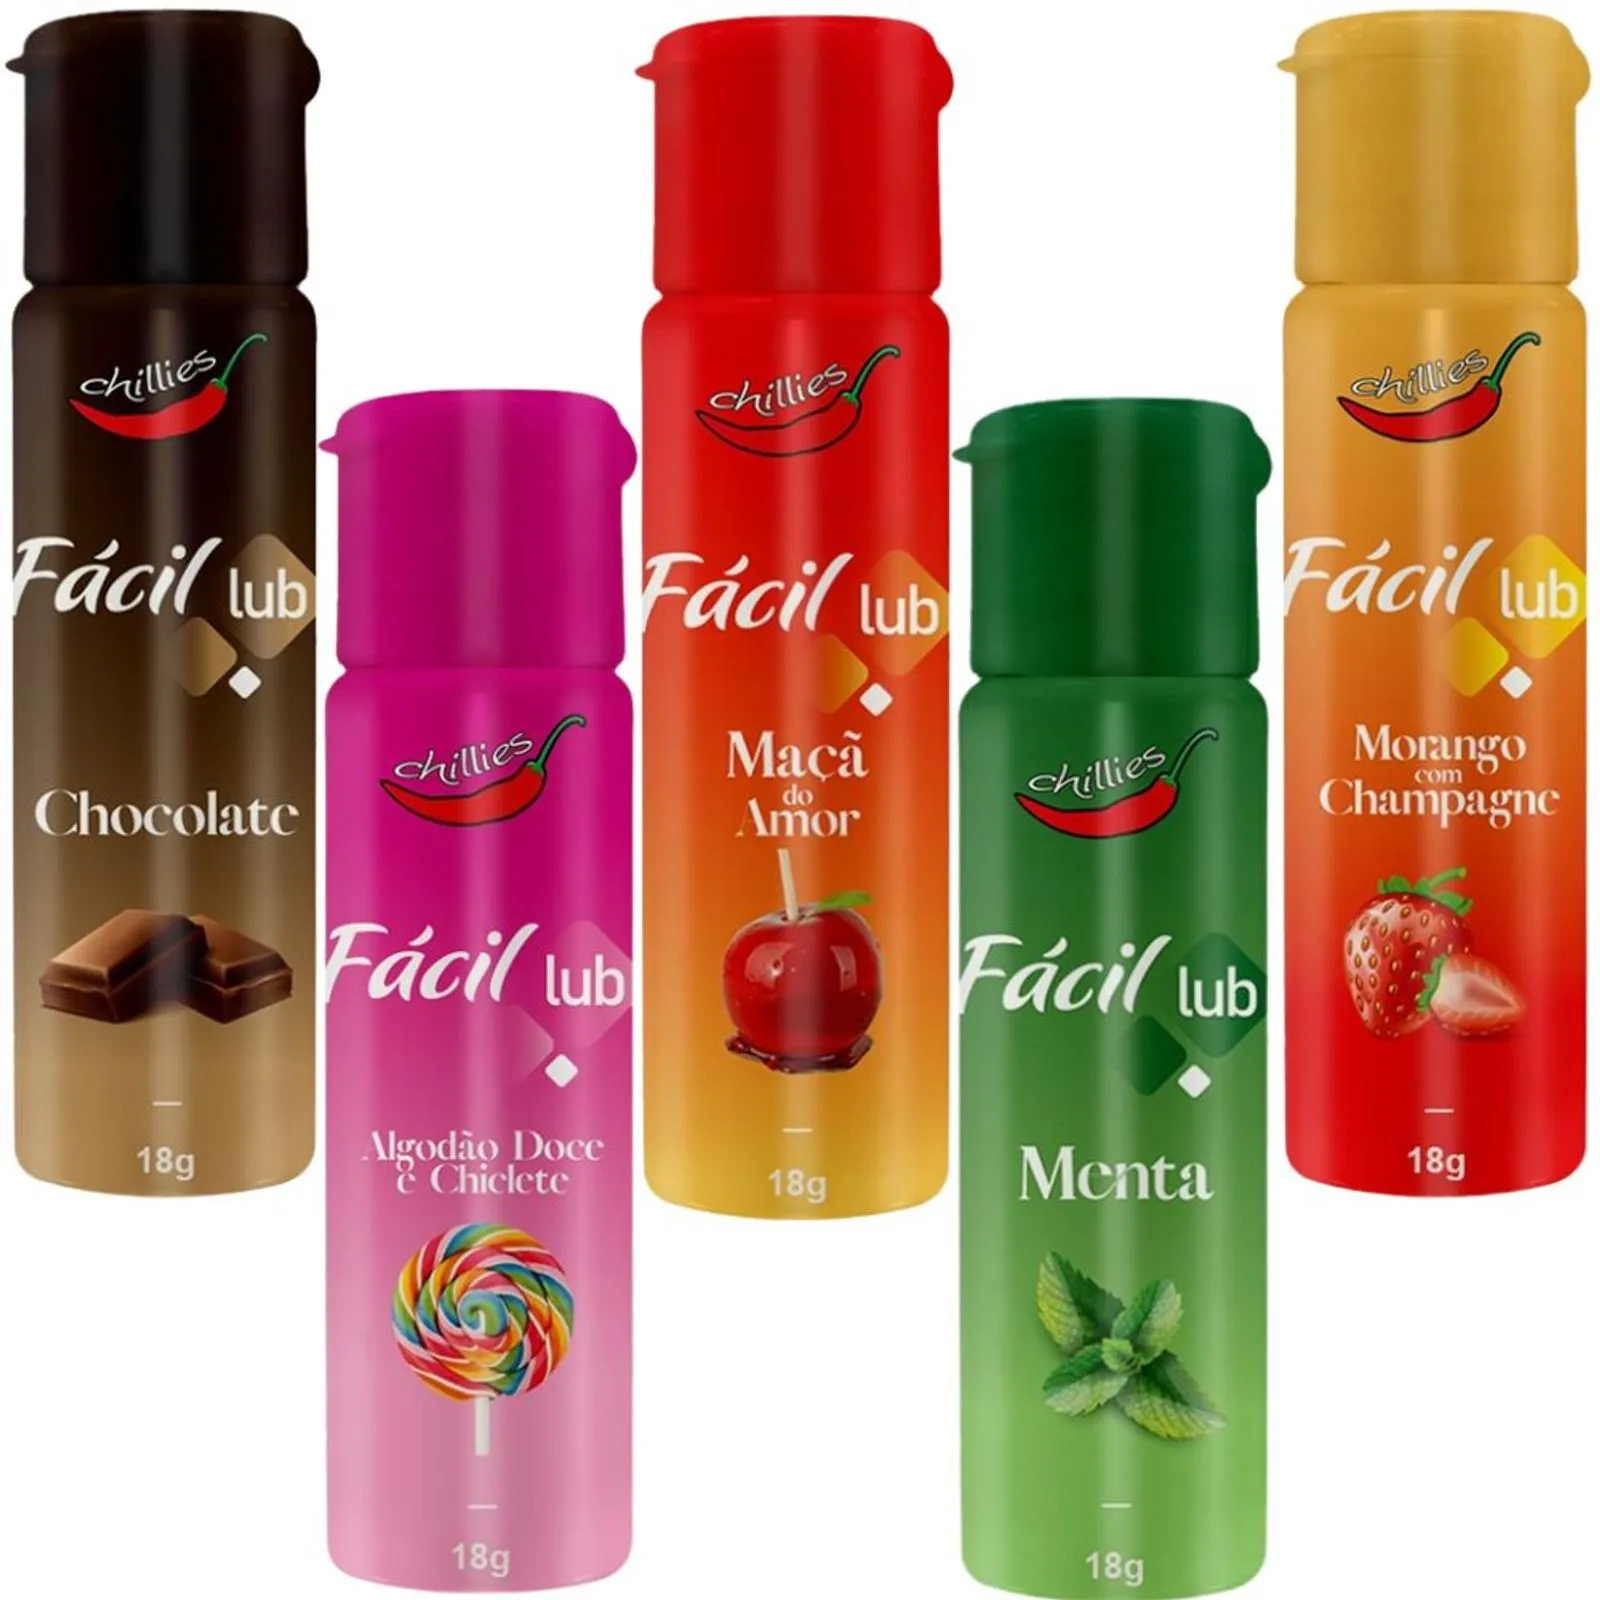 chillies
Fácil lub
Chocolate
18g
chillies
Fácil lub
Algodão Doce
e Chiclete
18g
chillies
Fácil lub
Maçã
do
Amor
18g
chillies
Fácil lub
Menta
18g
chillies
Fácil lub
Morango
com
Champagne
18g